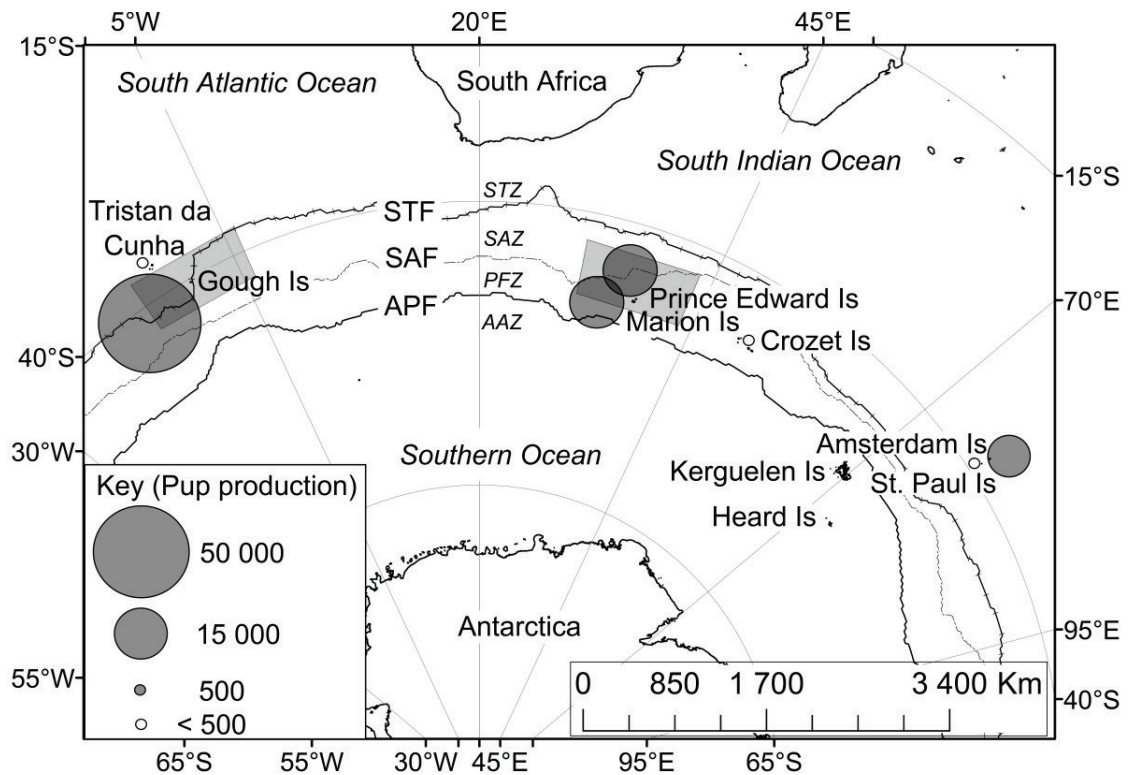 5°W
20°E
45°E
15°S
South Atlantic Ocean
South Africa
South Indian Ocean
15°S
STZ
Tristan da
Cunha
STF
SAZ
Gough Is
SAF
PFZ
APF
AAZ
Prince Edward Is
Marion Is
70°E
Crozet Is
40°S
Amsterdam Is
30°W
Southern Ocean
Kerguelen Is
St. Paul Is
Heard Is
Key (Pup production)
50 000
15 000
500
< 500
Antarctica
95°E
55°W
0
850
1 700
3 400 Km
40°S
65°S
55°W
30°W
45°E
95°E
65°S